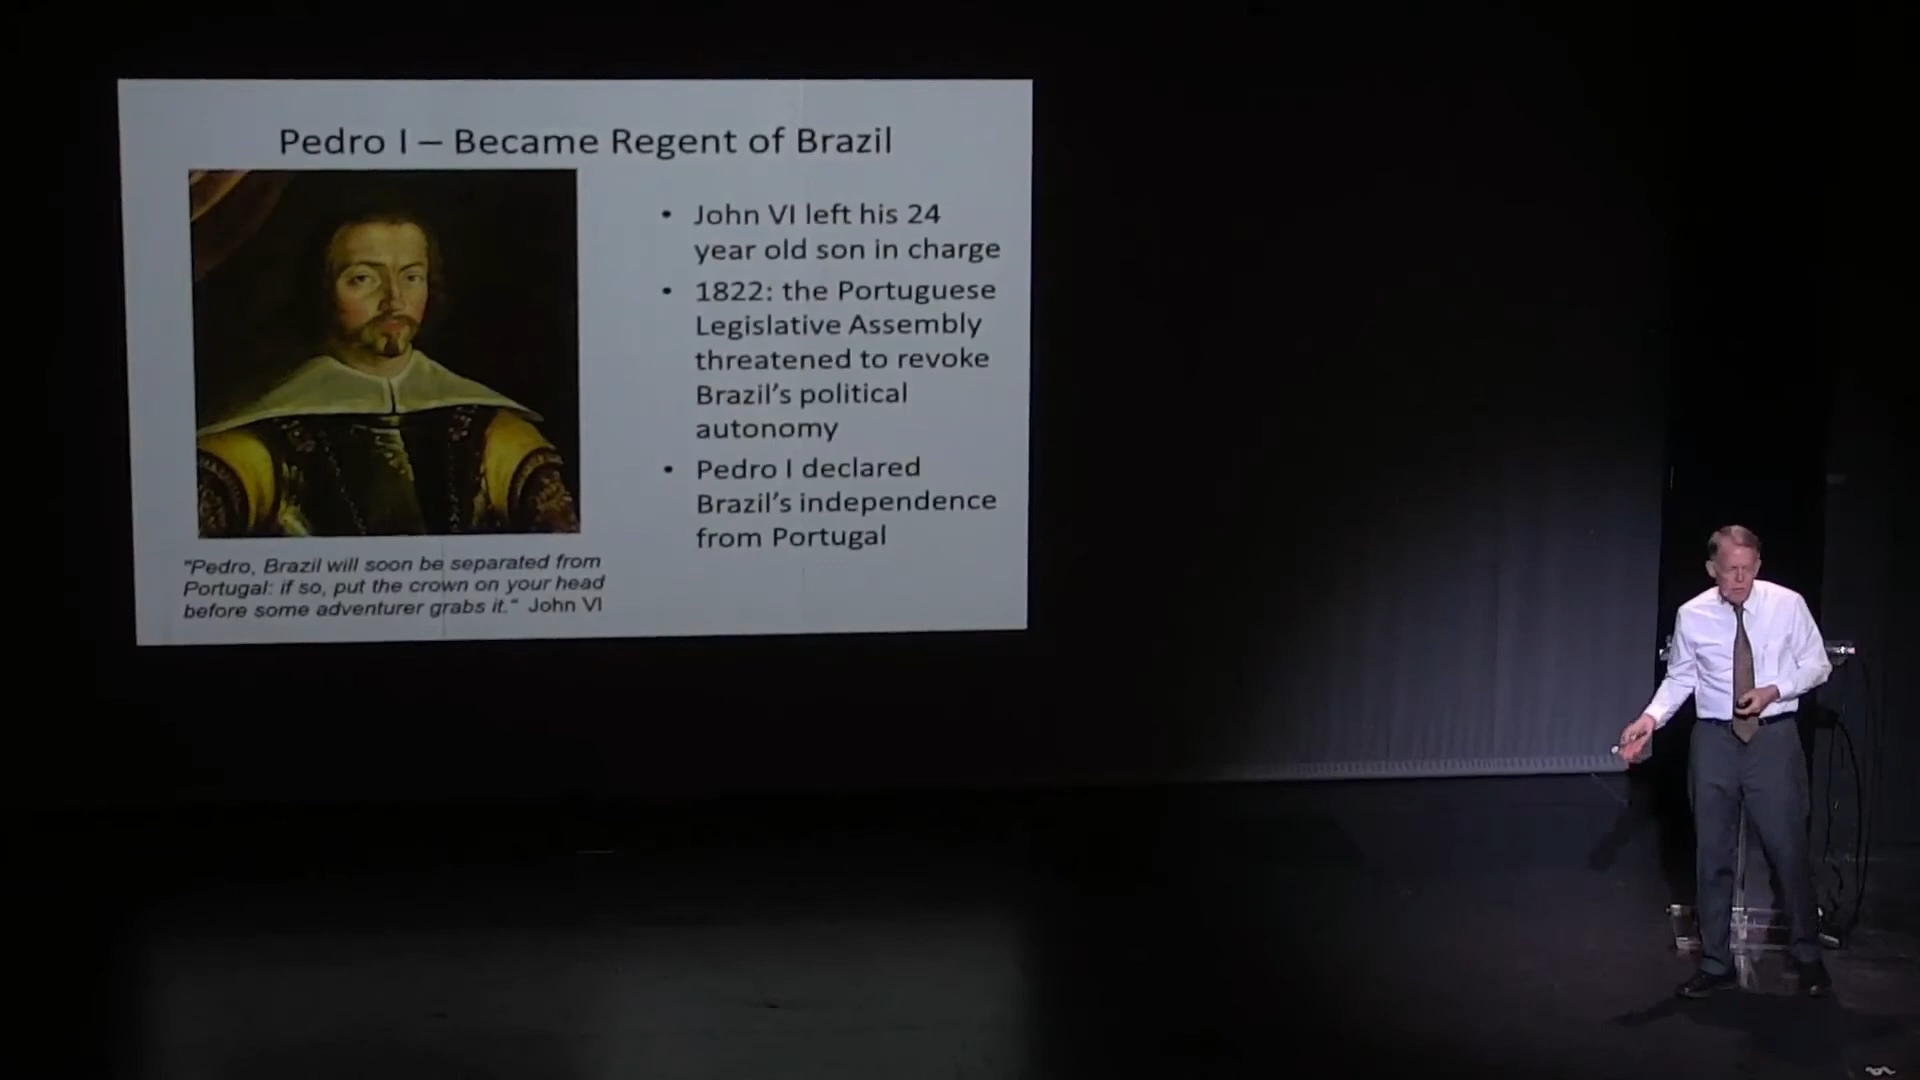 Pedro I – Became Regent of Brazil
• John VI left his 24
year old son in charge
• 1822: the Portuguese
Legislative Assembly
threatened to revoke
Brazil's political
autonomy
• Pedro I declared
Brazil's independence
from Portugal
"Pedro, Brazil will soon be separated from
Portugal: if so, put the crown on your head
before some adventurer grabs it." John VI